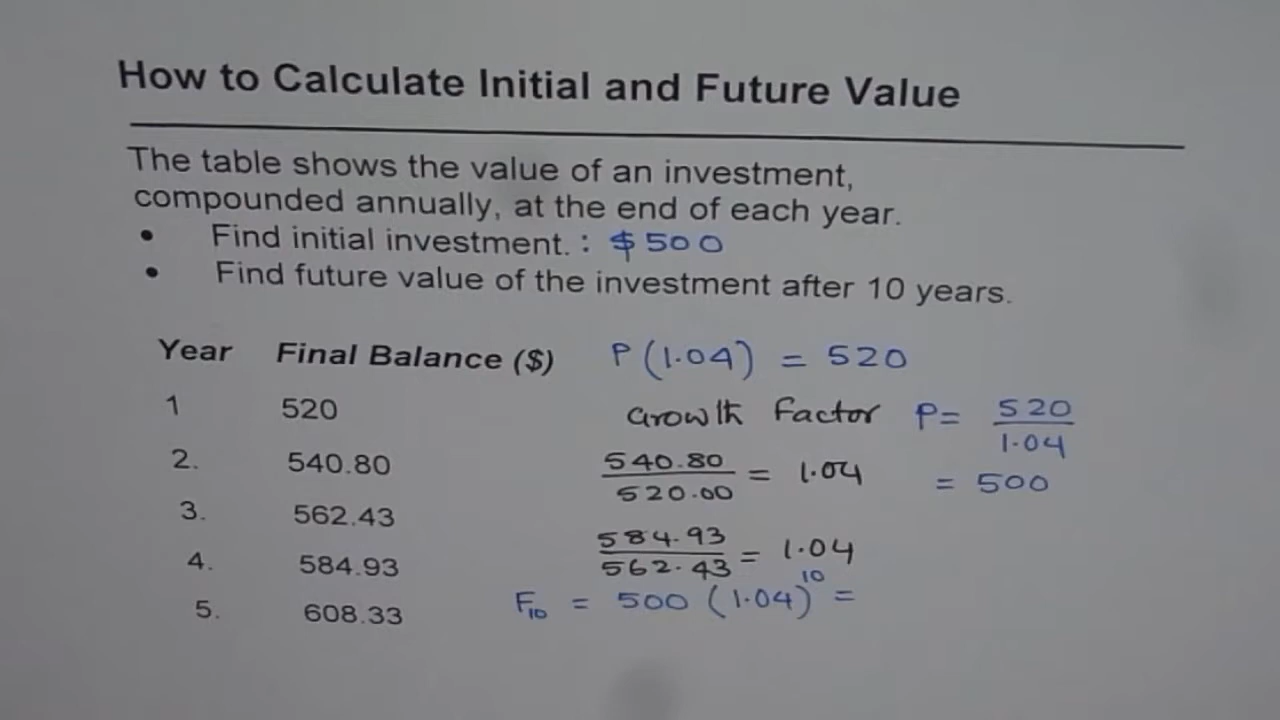 How to Calculate Initial and Future Value
The table shows the value of an investment,
compounded annually, at the end of each year.
• Find initial investment. : $500
• Find future value of the investment after 10 years.
Year Final Balance ($) P(1.04) = 520
1 520 Growth Factor P = 520/1.04
2. 540.80 540.80/520.00 = 1.04 = 500
3. 562.43
4. 584.93 584.93/562.43 = 1.04
5. 608.33 F₁₀ = 500 (1.04)¹⁰ =